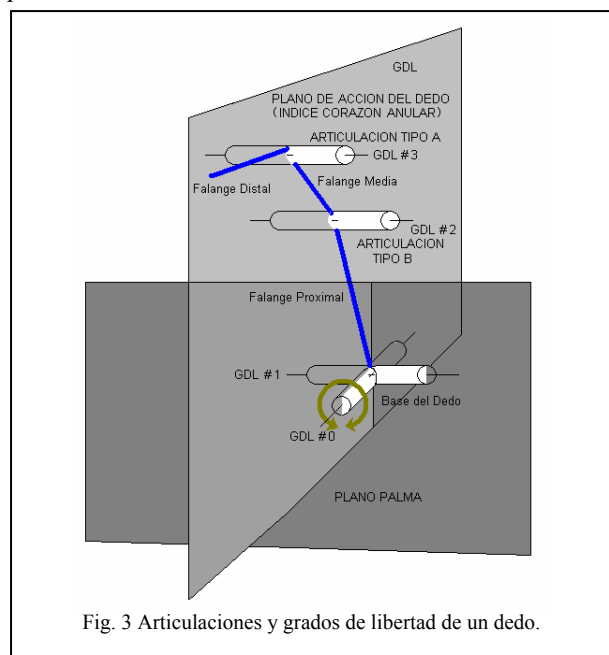 GDL
PLANO DE ACCION DEL DEDO
(INDICE CORAZON ANULAR)
ARTICULACION TIPO A
GDL #3
Falange Distal
Falange Media
GDL #2
ARTICULACION
TIPO B
Falange Proximal
GDL #1
Base del Dedo
GDL #0
PLANO PALMA
Fig. 3 Articulaciones y grados de libertad de un dedo.